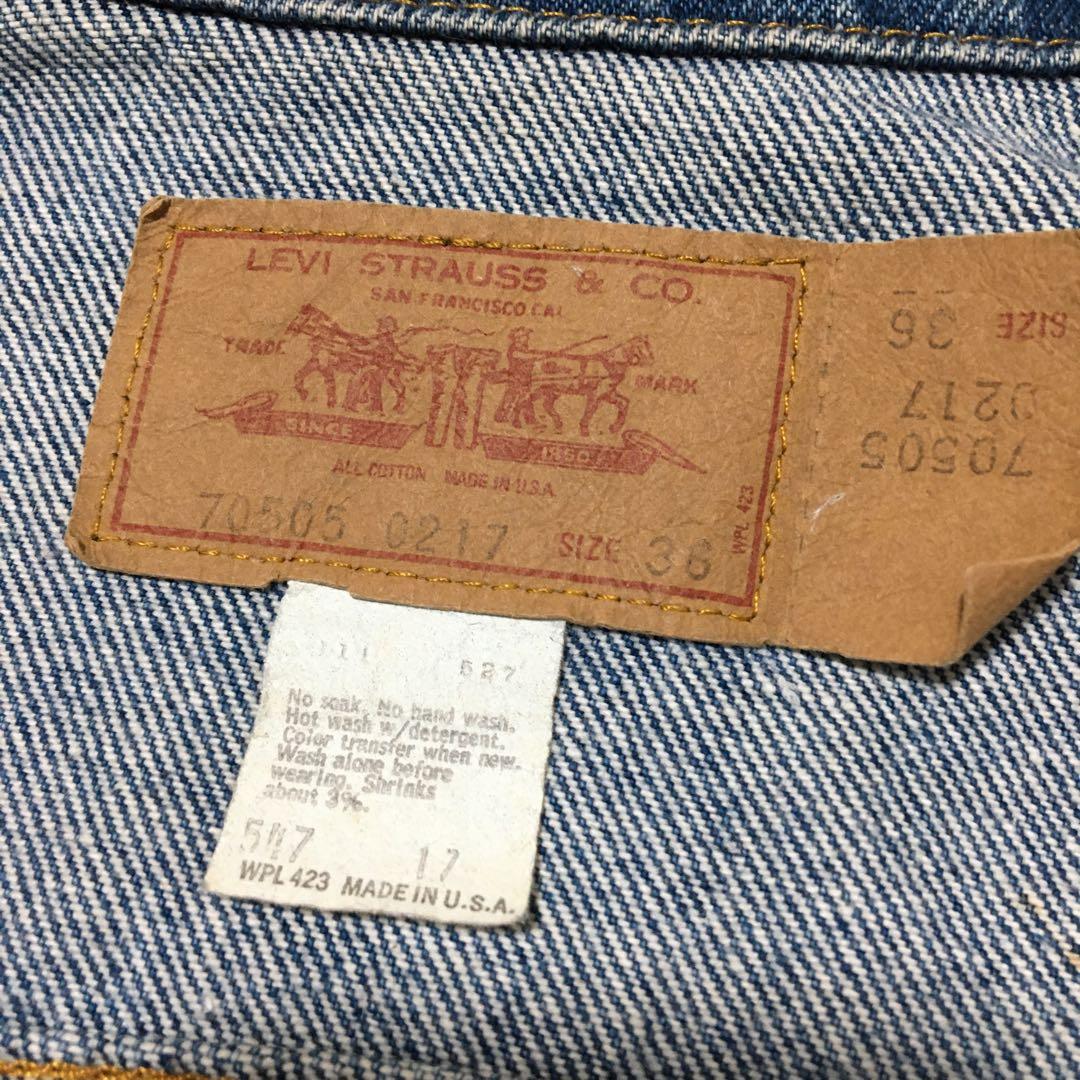 LEVI STRAUSS & CO.
SAN FRANCISCO CAL
TRADE MARK
SINCE 1850
ALL COTTON MADE IN U.S.A
WPL 423
70505 0217 SIZE 36
SIZE 36
0217
70505
527
No soak. No hand wash.
Hot wash w/detergent.
Color transfer when new.
Wash alone before
wearing. Shrinks
about 3%.
17
WPL 423 MADE IN U.S.A.